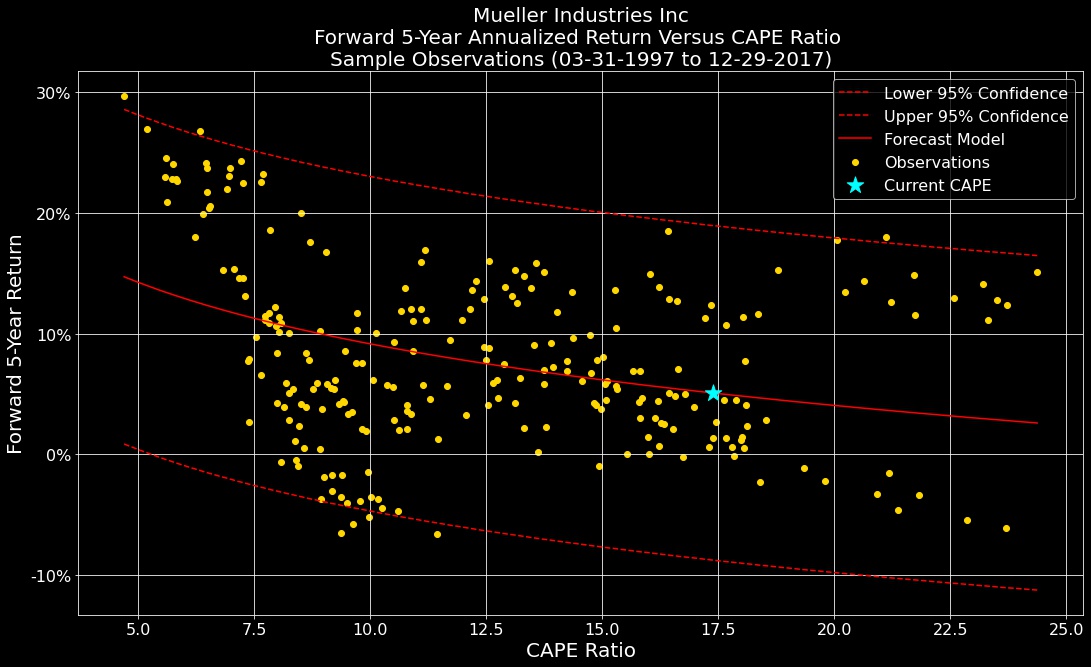 Mueller Industries Inc
Forward 5-Year Annualized Return Versus CAPE Ratio
Sample Observations (03-31-1997 to 12-29-2017)
Lower 95% Confidence
Upper 95% Confidence
Forecast Model
Observations
Current CAPE
Forward 5-Year Return
30%
20%
10%
0%
-10%
5.0 7.5 10.0 12.5 15.0 17.5 20.0 22.5 25.0
CAPE Ratio